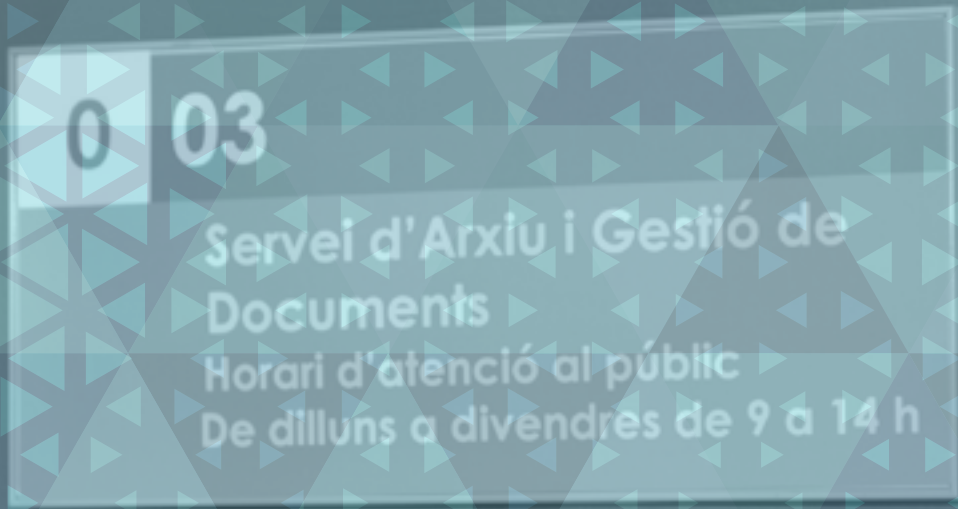 0 03
Servei d'Arxiu i Gestió de
Documents
Horari d'atenció al públic
De dilluns a divendres de 9 a 14 h